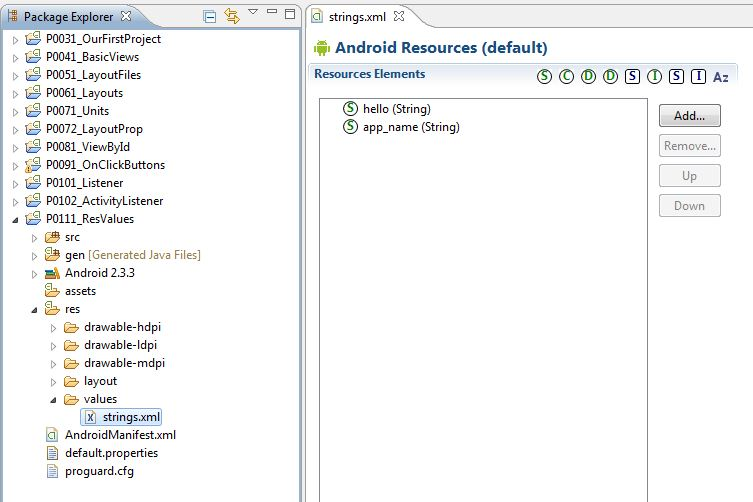 Package Explorer
P0031_OurFirstProject
P0041_BasicViews
P0051_LayoutFiles
P0061_Layouts
P0071_Units
P0072_LayoutProp
P0081_ViewById
P0091_OnClickButtons
P0101_Listener
P0102_ActivityListener
P0111_ResValues
src
gen [Generated Java Files]
Android 2.3.3
assets
res
drawable-hdpi
drawable-ldpi
drawable-mdpi
layout
values
strings.xml
AndroidManifest.xml
default.properties
proguard.cfg
strings.xml
Android Resources (default)
Resources Elements
S C D D S I S I Az
S hello (String)
S app_name (String)
Add...
Remove...
Up
Down